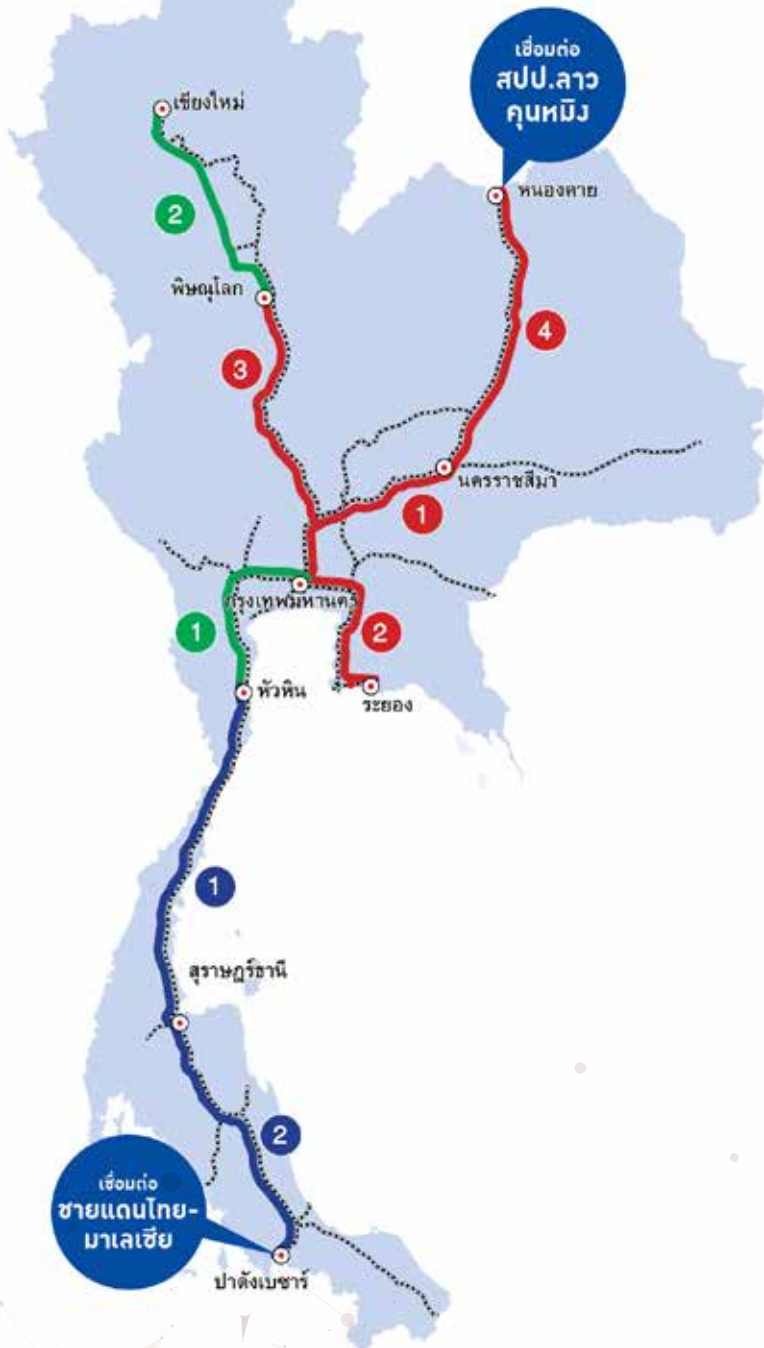 เชื่อมต่อ
สปป.ลาว
คุนหมิง
เชียงใหม่
หนองคาย
2
พิษณุโลก
4
3
นครราชสีมา
1
กรุงเทพมหานคร
1
2
หัวหิน
ระยอง
1
สุราษฎร์ธานี
2
เชื่อมต่อ
ชายแดนไทย-
มาเลเซีย
ปาดังเบซาร์